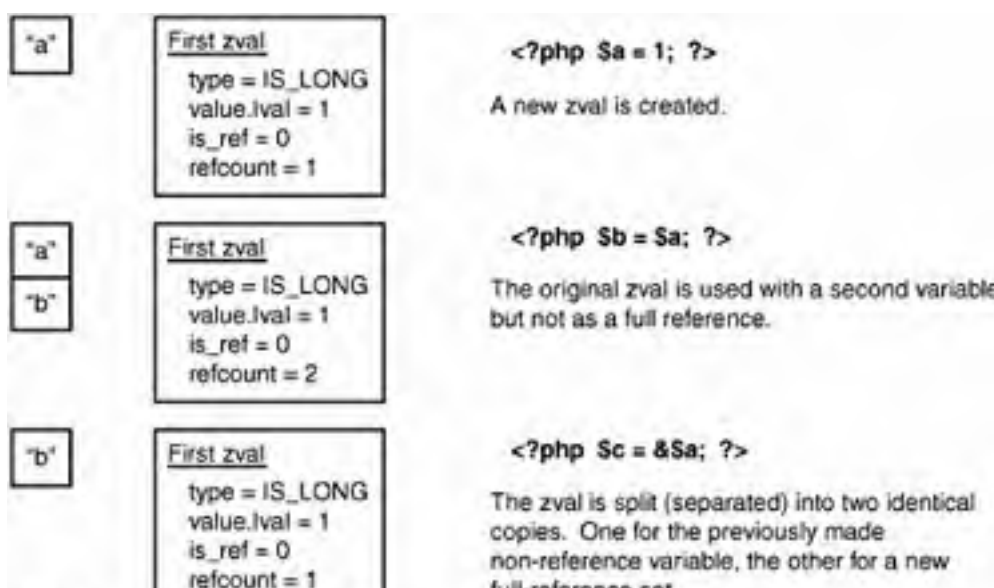 "a"
First zval
type = IS_LONG
value.lval = 1
is_ref = 0
refcount = 1
<?php $a = 1; ?>
A new zval is created.
"a"
"b"
First zval
type = IS_LONG
value.lval = 1
is_ref = 0
refcount = 2
<?php $b = $a; ?>
The original zval is used with a second variable
but not as a full reference.
"b"
First zval
type = IS_LONG
value.lval = 1
is_ref = 0
refcount = 1
<?php $c = &$a; ?>
The zval is split (separated) into two identical
copies. One for the previously made
non-reference variable, the other for a new
full reference set